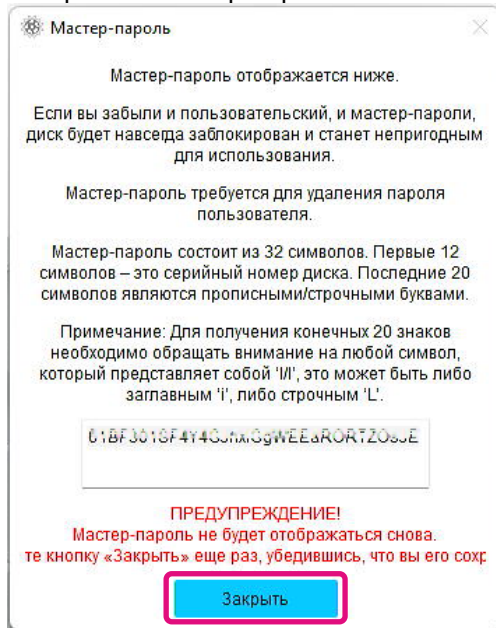 Мастер-пароль
Мастер-пароль отображается ниже.
Если вы забыли и пользовательский, и мастер-пароли,
диск будет навсегда заблокирован и станет непригодным
для использования.
Мастер-пароль требуется для удаления пароля
пользователя.
Мастер-пароль состоит из 32 символов. Первые 12
символов – это серийный номер диска. Последние 20
символов являются прописными/строчными буквами.
Примечание: Для получения конечных 20 знаков
необходимо обращать внимание на любой символ,
который представляет собой 'I/l', это может быть либо
заглавным 'i', либо строчным 'L'.
ПРЕДУПРЕЖДЕНИЕ!
Мастер-пароль не будет отображаться снова.
те кнопку «Закрыть» еще раз, убедившись, что вы его сохр
Закрыть